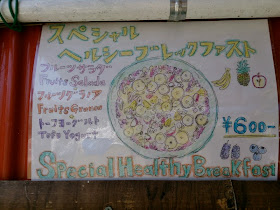 スペシャル
ヘルシーブレックファスト
フルーツサラダ
Fruits Salada
フルーツグラノラ
Fruits Granora
トーフヨーグルト
Tofu Yogurt
¥600-
Special Healthy Breakfast